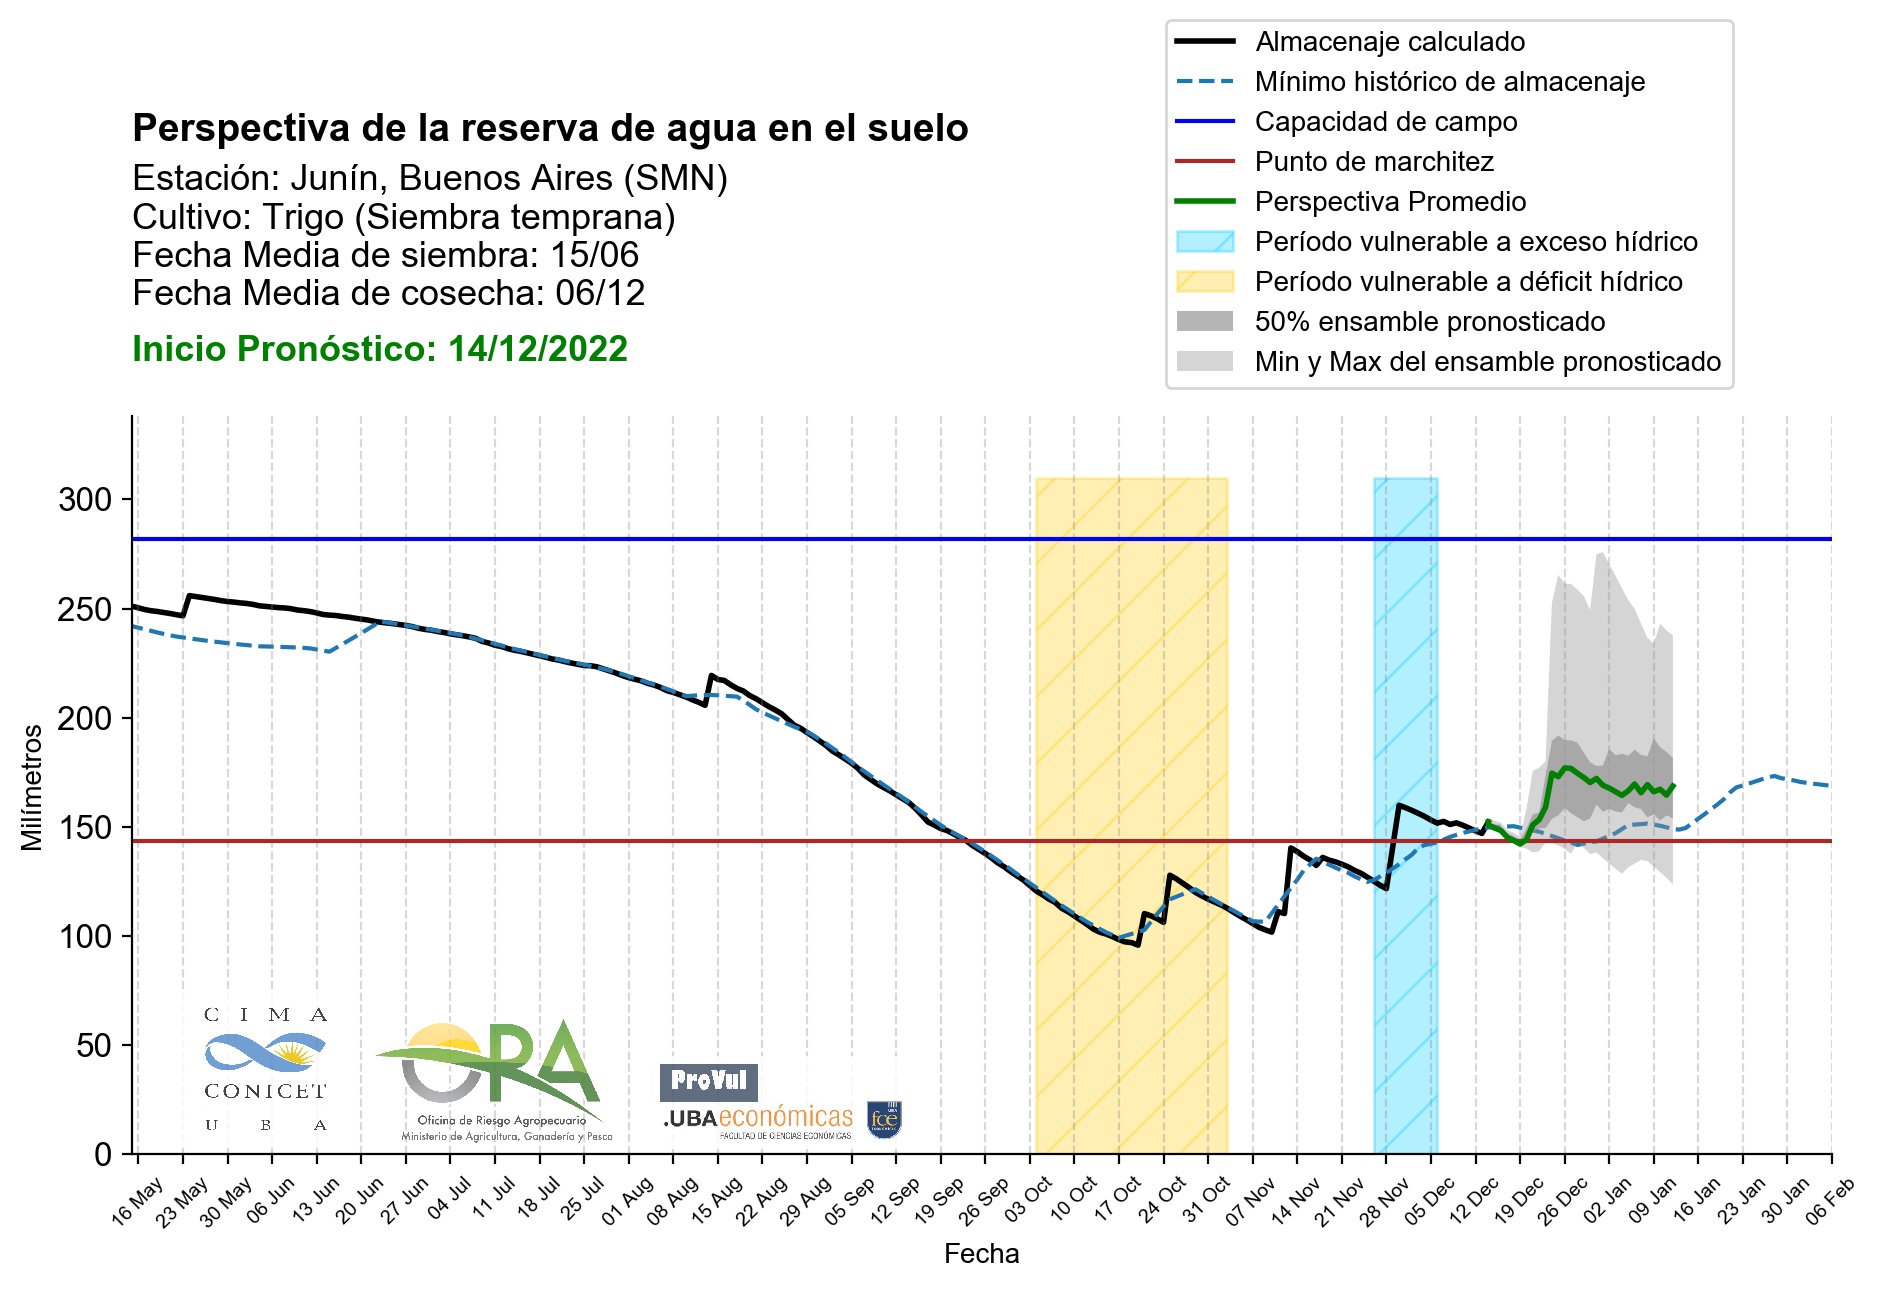 Almacenaje calculado
Mínimo histórico de almacenaje
Capacidad de campo
Punto de marchitez
Perspectiva Promedio
Período vulnerable a exceso hídrico
Período vulnerable a déficit hídrico
50% ensamble pronosticado
Min y Max del ensamble pronosticado
Perspectiva de la reserva de agua en el suelo
Estación: Junín, Buenos Aires (SMN)
Cultivo: Trigo (Siembra temprana)
Fecha Media de siembra: 15/06
Fecha Media de cosecha: 06/12
Inicio Pronóstico: 14/12/2022
Milímetros
300
250
200
150
100
50
0
CIMA
CONICET
UBA
ORA
Oficina de Riesgo Agropecuario
Ministerio de Agricultura, Ganadería y Pesca
ProVul
.UBAeconómicas
FACULTAD DE CIENCIAS ECONÓMICAS
fce
16 May
23 May
30 May
06 Jun
13 Jun
20 Jun
27 Jun
04 Jul
11 Jul
18 Jul
25 Jul
01 Aug
08 Aug
15 Aug
22 Aug
29 Aug
05 Sep
12 Sep
19 Sep
26 Sep
03 Oct
10 Oct
17 Oct
24 Oct
31 Oct
07 Nov
14 Nov
21 Nov
28 Nov
05 Dec
12 Dec
19 Dec
26 Dec
02 Jan
09 Jan
16 Jan
23 Jan
30 Jan
06 Feb
Fecha